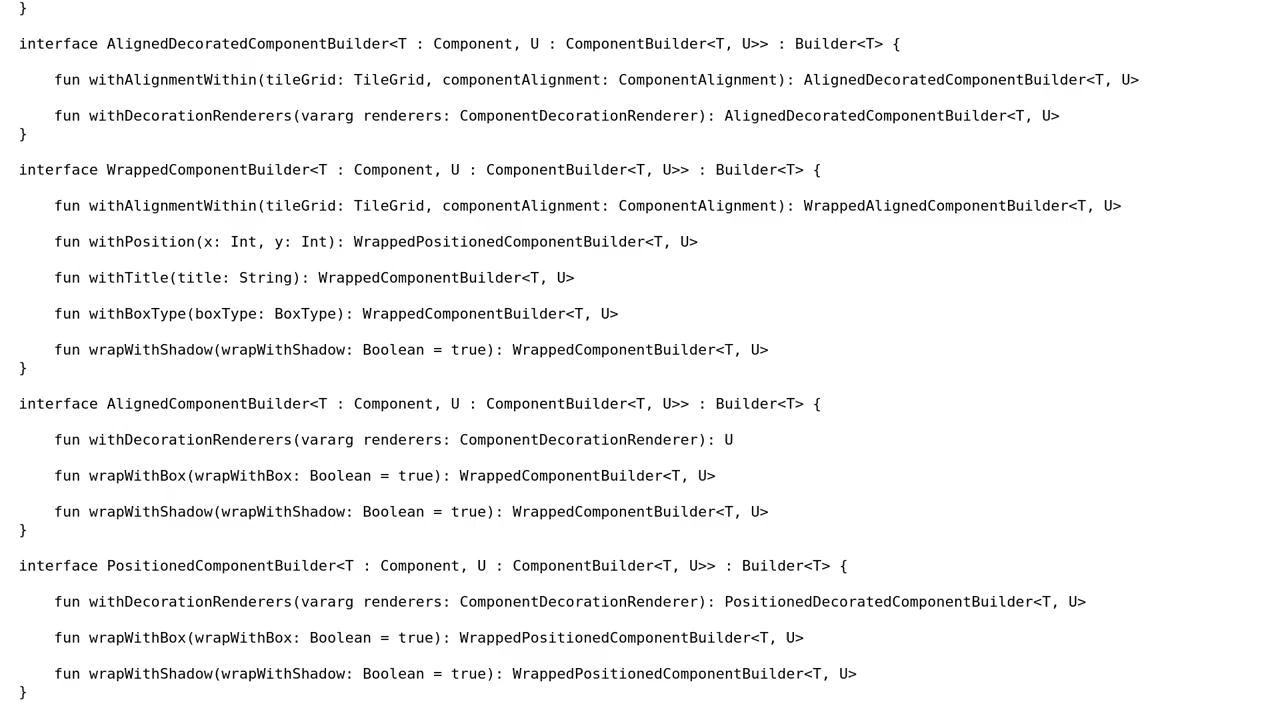 }
interface AlignedDecoratedComponentBuilder<T : Component, U : ComponentBuilder<T, U>> : Builder<T> {
    fun withAlignmentWithin(tileGrid: TileGrid, componentAlignment: ComponentAlignment): AlignedDecoratedComponentBuilder<T, U>
    fun withDecorationRenderers(vararg renderers: ComponentDecorationRenderer): AlignedDecoratedComponentBuilder<T, U>
}
interface WrappedComponentBuilder<T : Component, U : ComponentBuilder<T, U>> : Builder<T> {
    fun withAlignmentWithin(tileGrid: TileGrid, componentAlignment: ComponentAlignment): WrappedAlignedComponentBuilder<T, U>
    fun withPosition(x: Int, y: Int): WrappedPositionedComponentBuilder<T, U>
    fun withTitle(title: String): WrappedComponentBuilder<T, U>
    fun withBoxType(boxType: BoxType): WrappedComponentBuilder<T, U>
    fun wrapWithShadow(wrapWithShadow: Boolean = true): WrappedComponentBuilder<T, U>
}
interface AlignedComponentBuilder<T : Component, U : ComponentBuilder<T, U>> : Builder<T> {
    fun withDecorationRenderers(vararg renderers: ComponentDecorationRenderer): U
    fun wrapWithBox(wrapWithBox: Boolean = true): WrappedComponentBuilder<T, U>
    fun wrapWithShadow(wrapWithShadow: Boolean = true): WrappedComponentBuilder<T, U>
}
interface PositionedComponentBuilder<T : Component, U : ComponentBuilder<T, U>> : Builder<T> {
    fun withDecorationRenderers(vararg renderers: ComponentDecorationRenderer): PositionedDecoratedComponentBuilder<T, U>
    fun wrapWithBox(wrapWithBox: Boolean = true): WrappedPositionedComponentBuilder<T, U>
    fun wrapWithShadow(wrapWithShadow: Boolean = true): WrappedPositionedComponentBuilder<T, U>
}